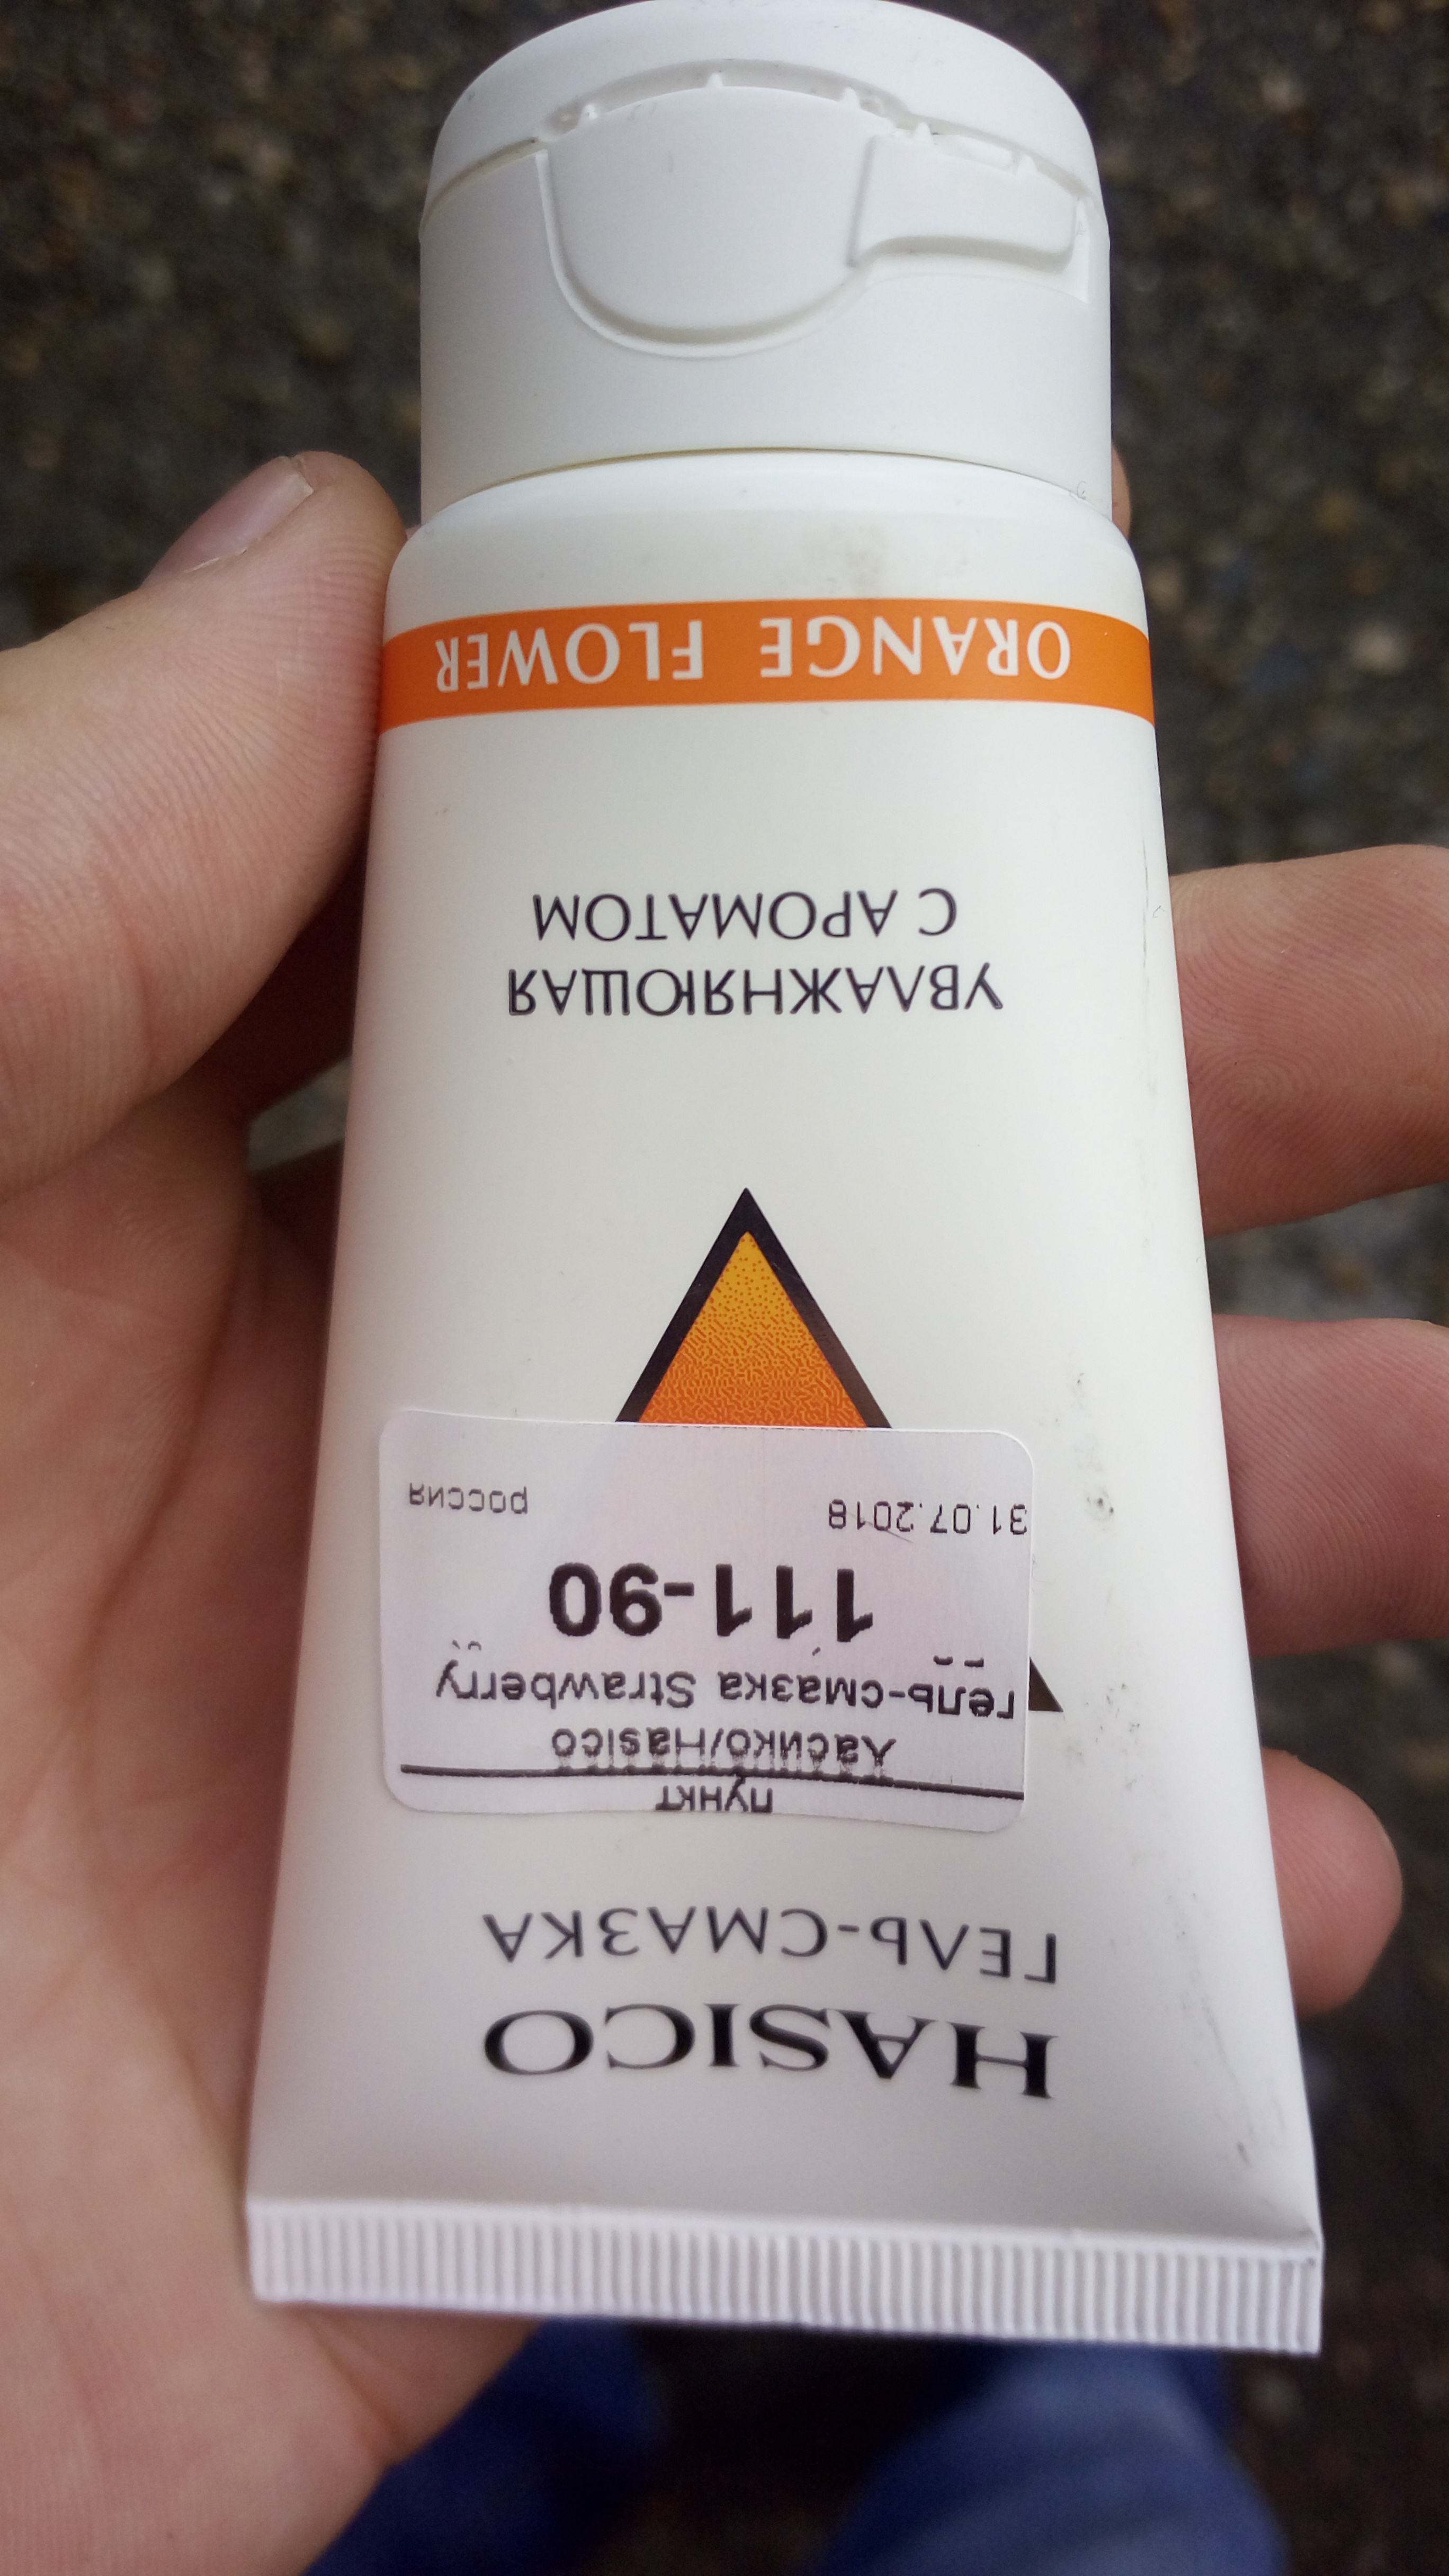 HASICO
ГЕЛЬ-СМАЗКА
пункт
Хасико/Hasico
гель-смазка Strawberry
111-90
31.07.2018 россия
УВЛАЖНЯЮЩАЯ
С АРОМАТОМ
ORANGE FLOWER